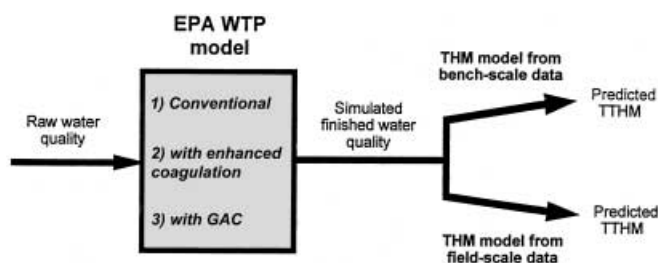 EPA WTP
model
Raw water
quality
1) Conventional
2) with enhanced
coagulation
3) with GAC
Simulated
finished water
quality
THM model from
bench-scale data
Predicted
TTHM
Predicted
TTHM
THM model from
field-scale data